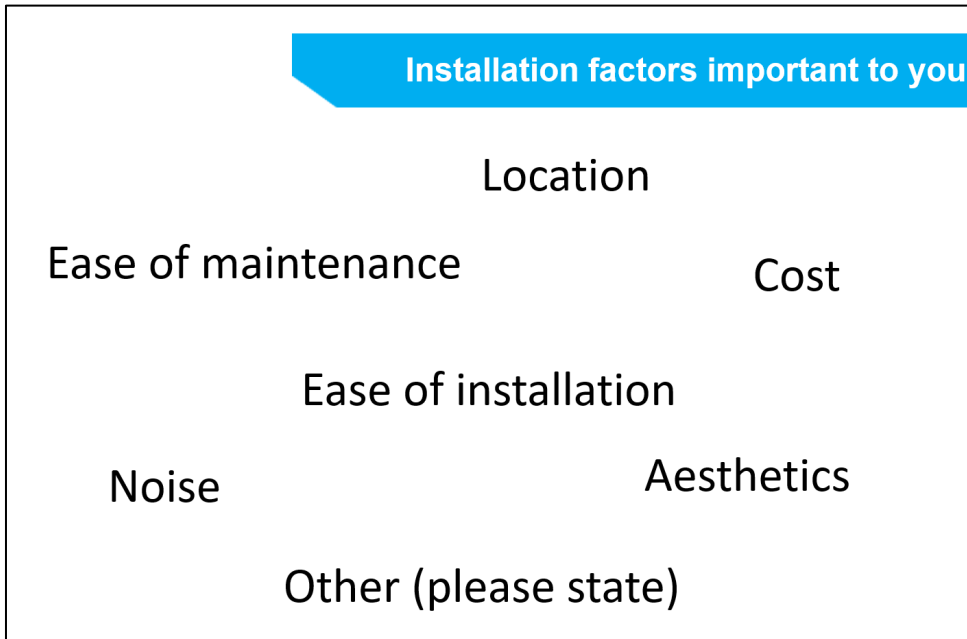 Installation factors important to you
Location
Ease of maintenance
Cost
Ease of installation
Aesthetics
Noise
Other (please state)